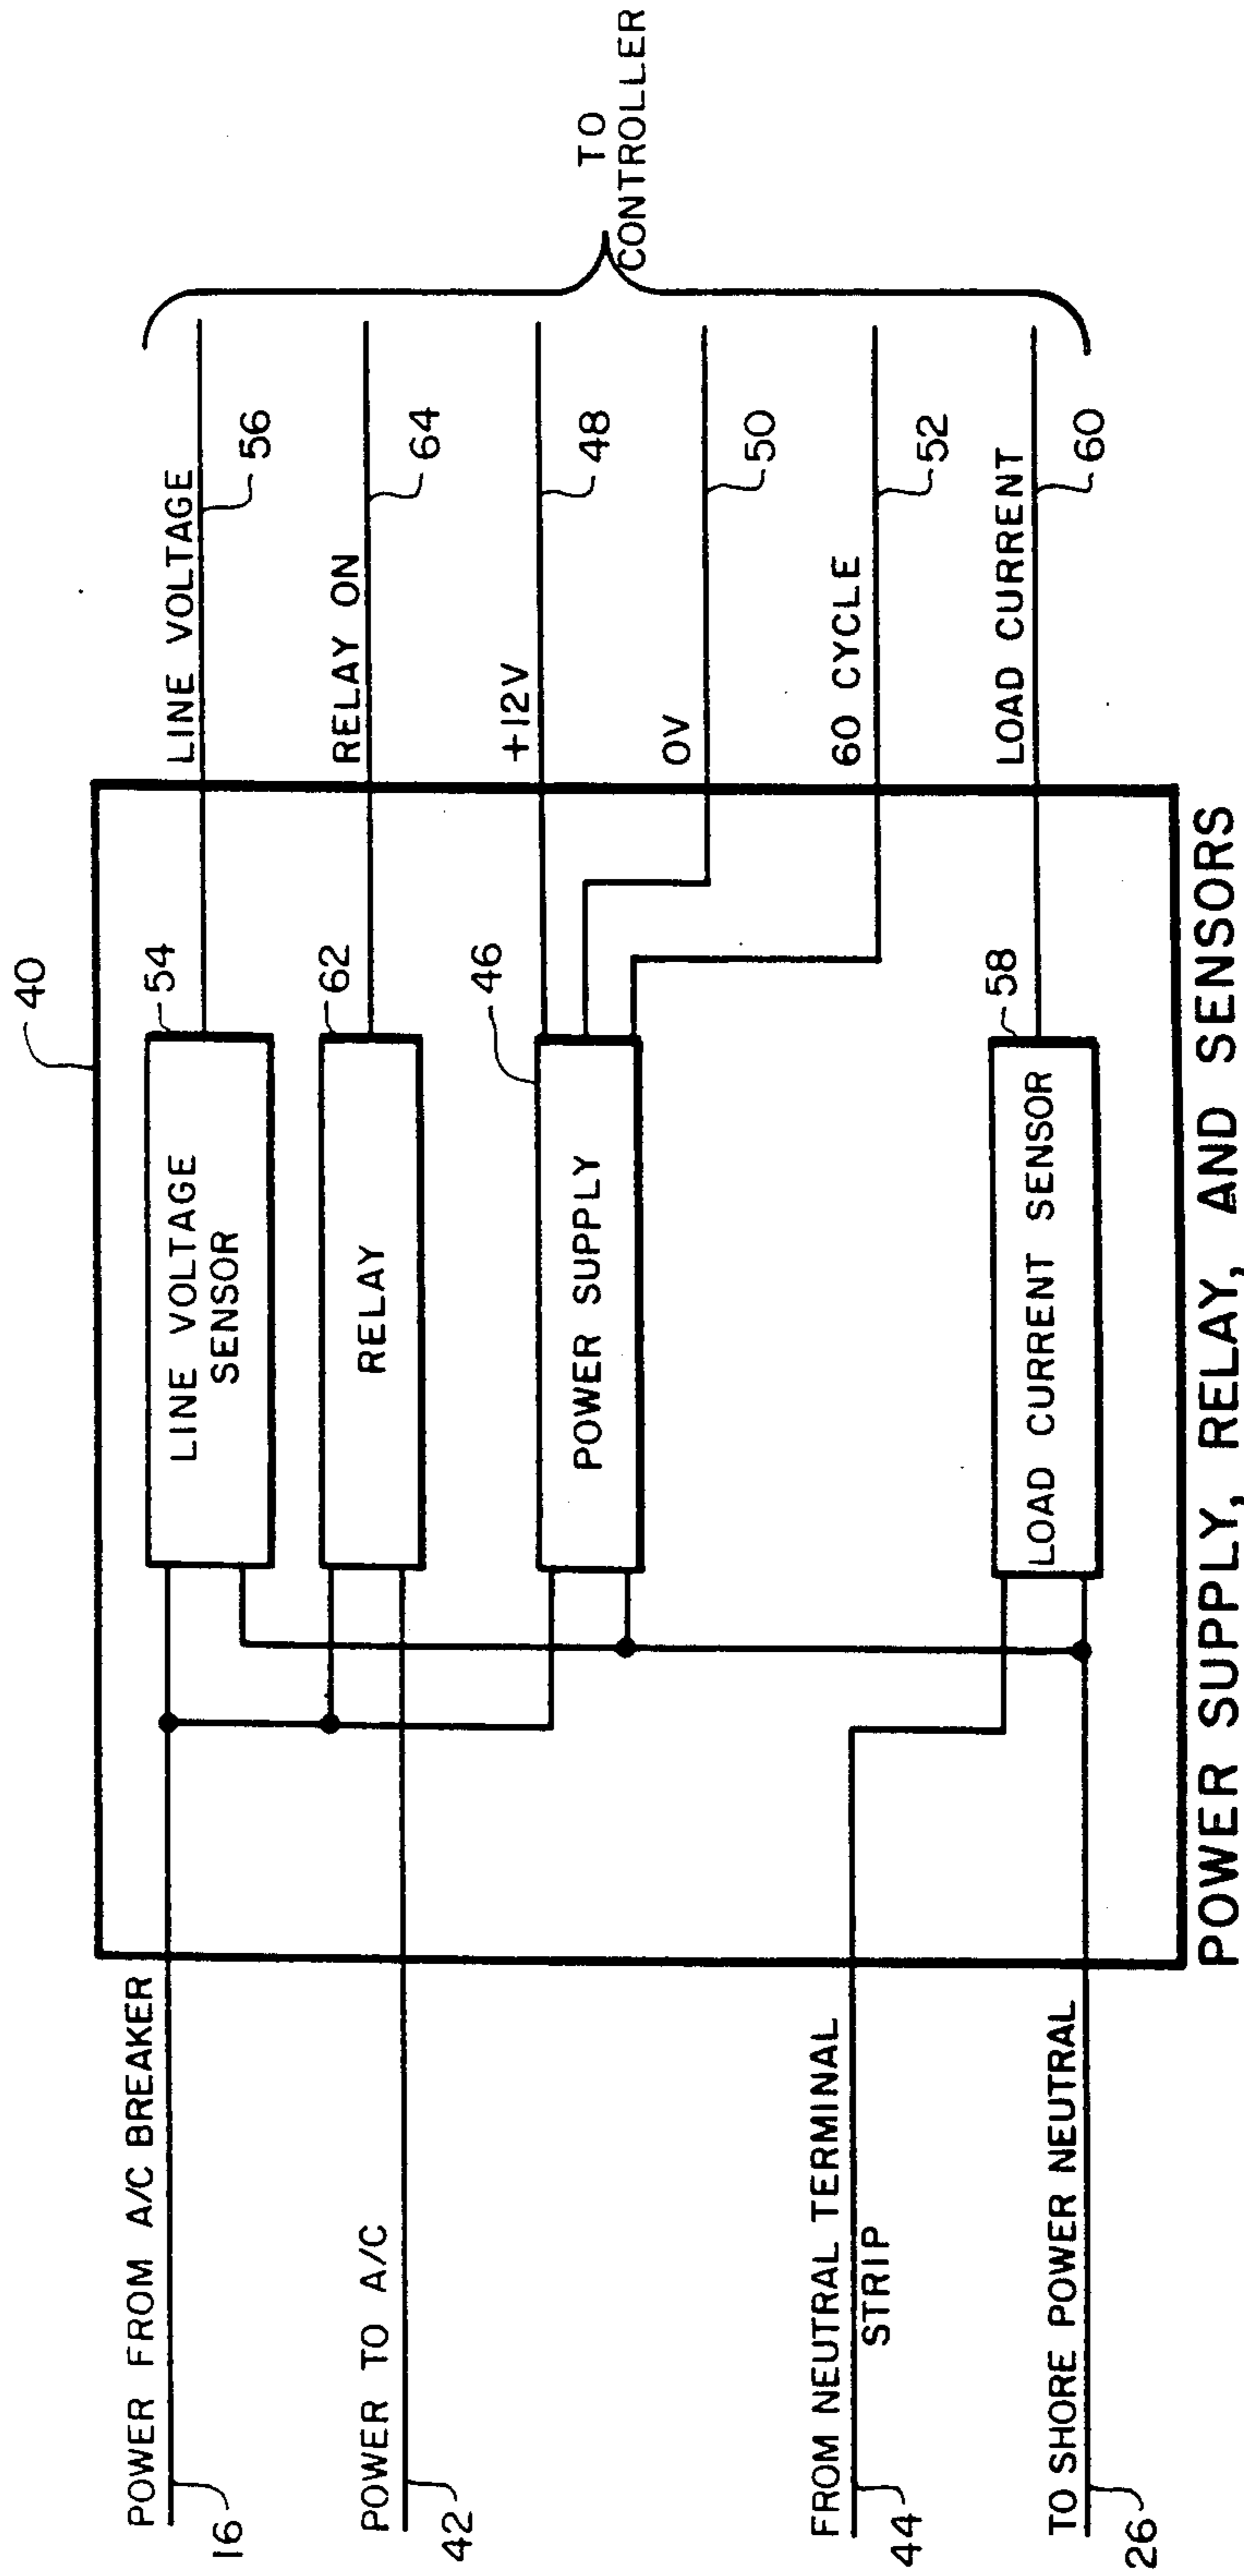 40
POWER FROM A/C BREAKER
16
LINE VOLTAGE
SENSOR
54
LINE VOLTAGE
56
POWER TO A/C
42
RELAY
62
RELAY ON
64
POWER SUPPLY
46
+12V
48
0V
50
60 CYCLE
52
FROM NEUTRAL TERMINAL
STRIP
44
TO SHORE POWER NEUTRAL
26
LOAD CURRENT SENSOR
58
LOAD CURRENT
60
TO
CONTROLLER
POWER SUPPLY, RELAY, AND SENSORS